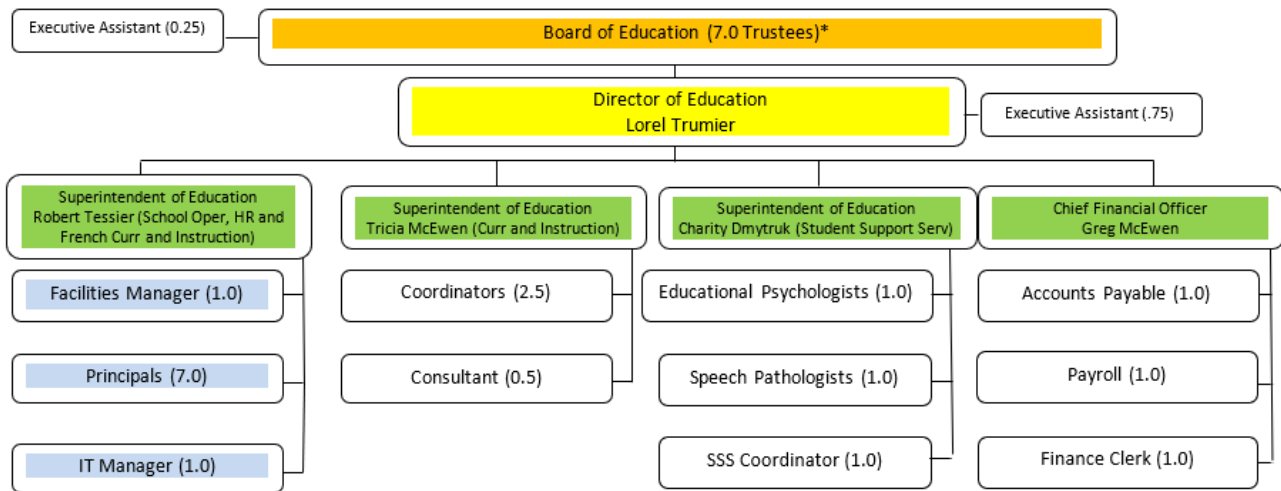 Executive Assistant (0.25)
Board of Education (7.0 Trustees)*
Director of Education
Lorel Trumier
Executive Assistant (.75)
Superintendent of Education
Robert Tessier (School Oper, HR and
French Curr and Instruction)
Superintendent of Education
Tricia McEwen (Curr and Instruction)
Superintendent of Education
Charity Dmytruk (Student Support Serv)
Chief Financial Officer
Greg McEwen
Facilities Manager (1.0)
Coordinators (2.5)
Educational Psychologists (1.0)
Accounts Payable (1.0)
Principals (7.0)
Consultant (0.5)
Speech Pathologists (1.0)
Payroll (1.0)
IT Manager (1.0)
SSS Coordinator (1.0)
Finance Clerk (1.0)